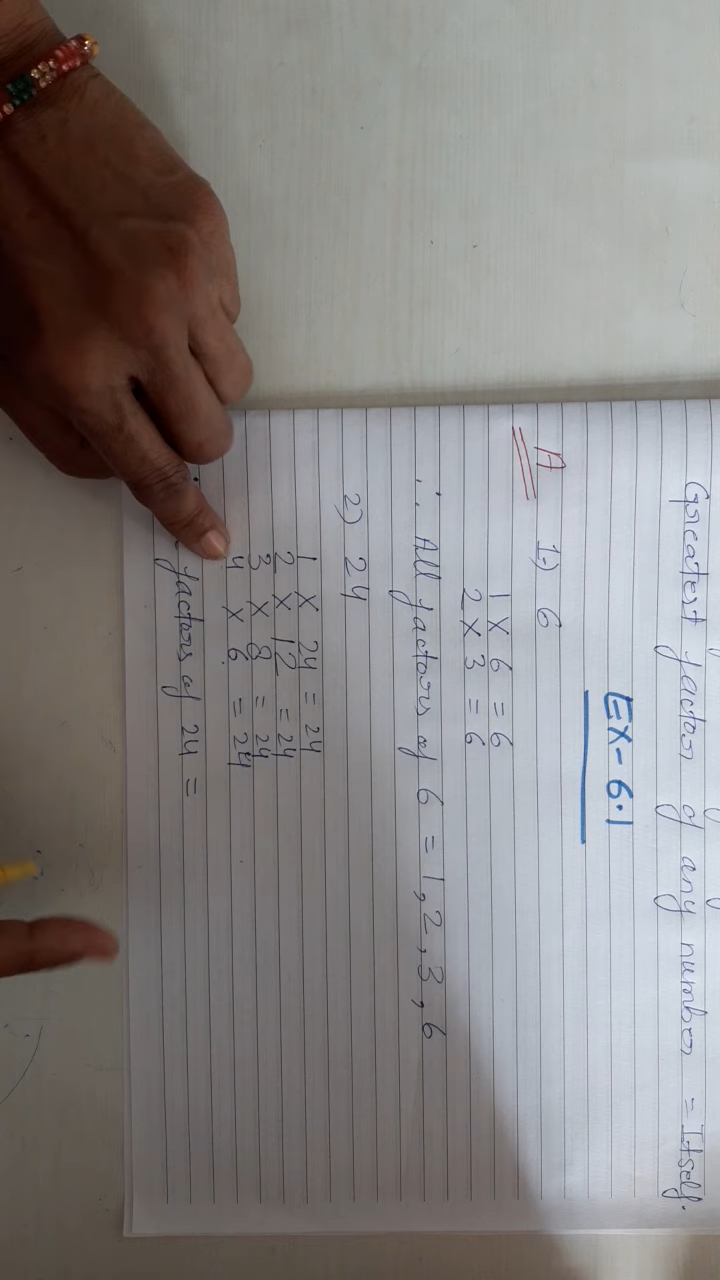 Greatest factor of any number = Itself.
EX- 6.1
A 1) 6
1 X 6 = 6
2 X 3 = 6
∴ All factors of 6 = 1, 2, 3, 6
2) 24
1 X 24 = 24
2 X 12 = 24
3 X 8 = 24
4 X 6 = 24
factors of 24 =